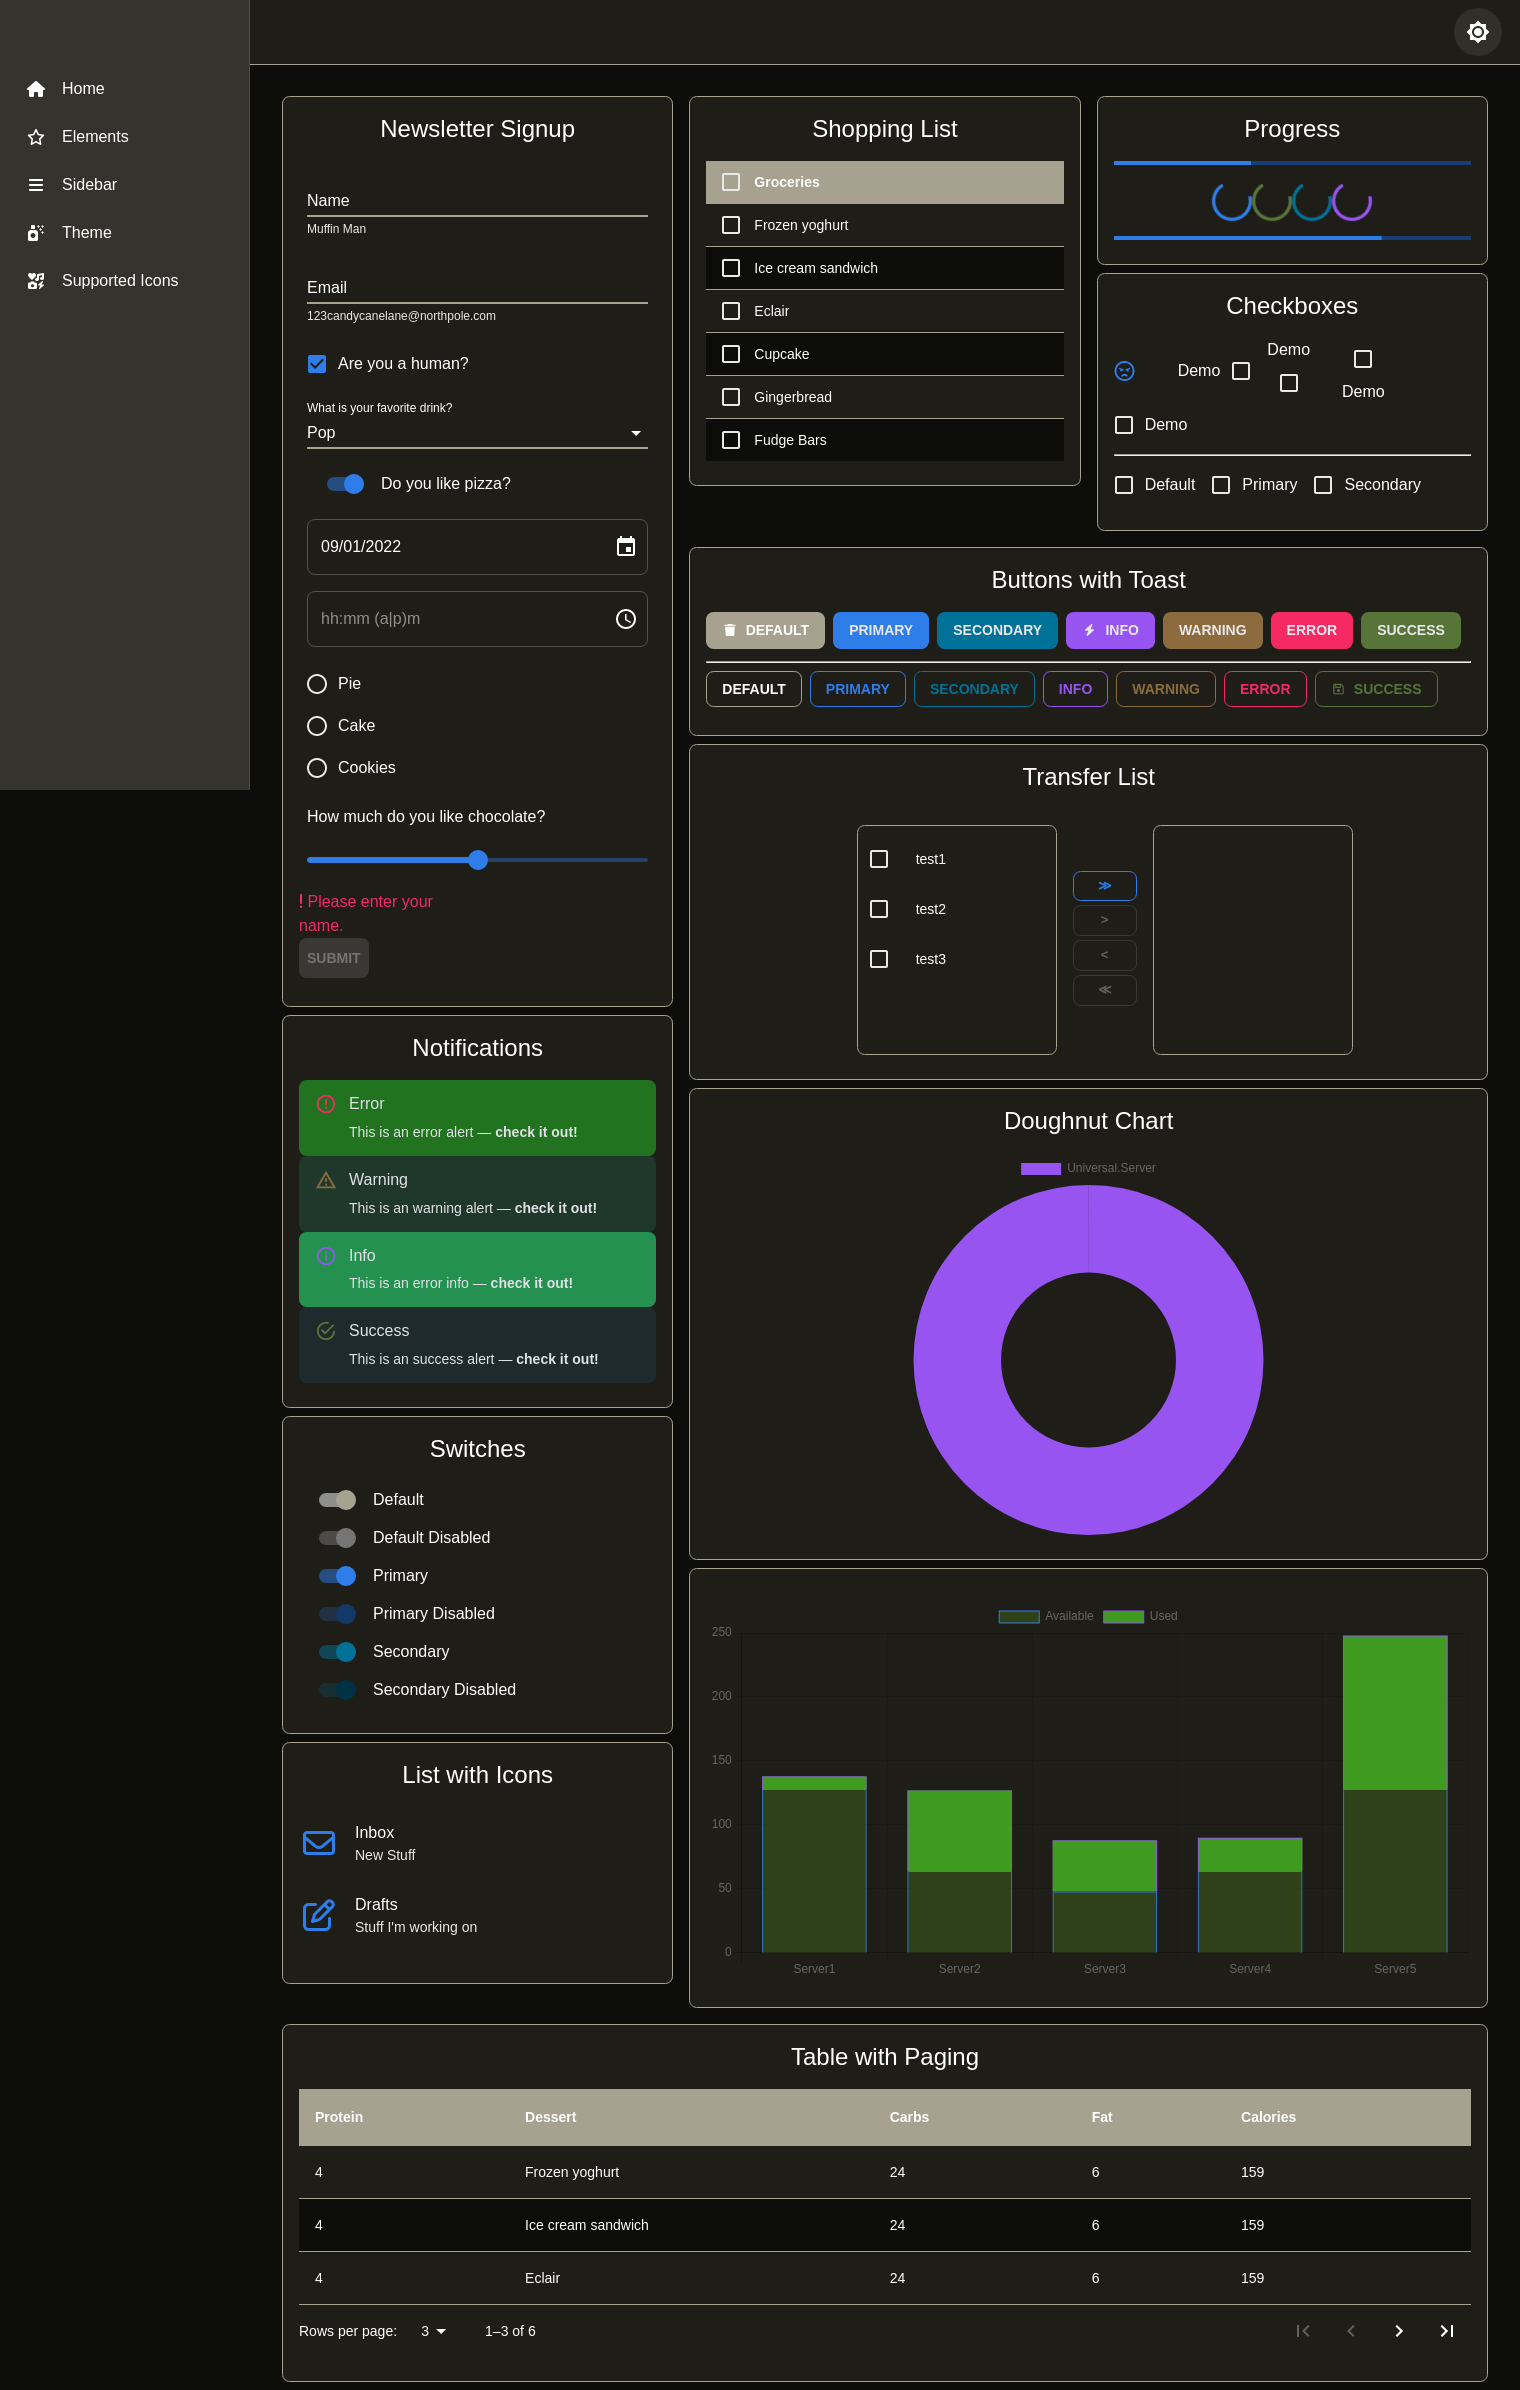 Home
Elements
Sidebar
Theme
Supported Icons
Newsletter Signup
Name
Muffin Man
Email
123candycanelane@northpole.com
Are you a human?
What is your favorite drink?
Pop
Do you like pizza?
09/01/2022
hh:mm (a|p)m
Pie
Cake
Cookies
How much do you like chocolate?
! Please enter your
name.
SUBMIT
Notifications
Error
This is an error alert — check it out!
Warning
This is an warning alert — check it out!
Info
This is an error info — check it out!
Success
This is an success alert — check it out!
Switches
Default
Default Disabled
Primary
Primary Disabled
Secondary
Secondary Disabled
List with Icons
Inbox
New Stuff
Drafts
Stuff I'm working on
Shopping List
Groceries
Frozen yoghurt
Ice cream sandwich
Eclair
Cupcake
Gingerbread
Fudge Bars
Progress
Checkboxes
Demo
Demo
Demo
Demo
Default Primary Secondary
Buttons with Toast
DEFAULT PRIMARY SECONDARY INFO WARNING ERROR SUCCESS
DEFAULT PRIMARY SECONDARY INFO WARNING ERROR SUCCESS
Transfer List
test1
test2
test3
≫
>
<
≪
Doughnut Chart
Universal.Server
Available Used
250
200
150
100
50
0
Server1 Server2 Server3 Server4 Server5
Table with Paging
Protein Dessert Carbs Fat Calories
4 Frozen yoghurt 24 6 159
4 Ice cream sandwich 24 6 159
4 Eclair 24 6 159
Rows per page: 3 1–3 of 6